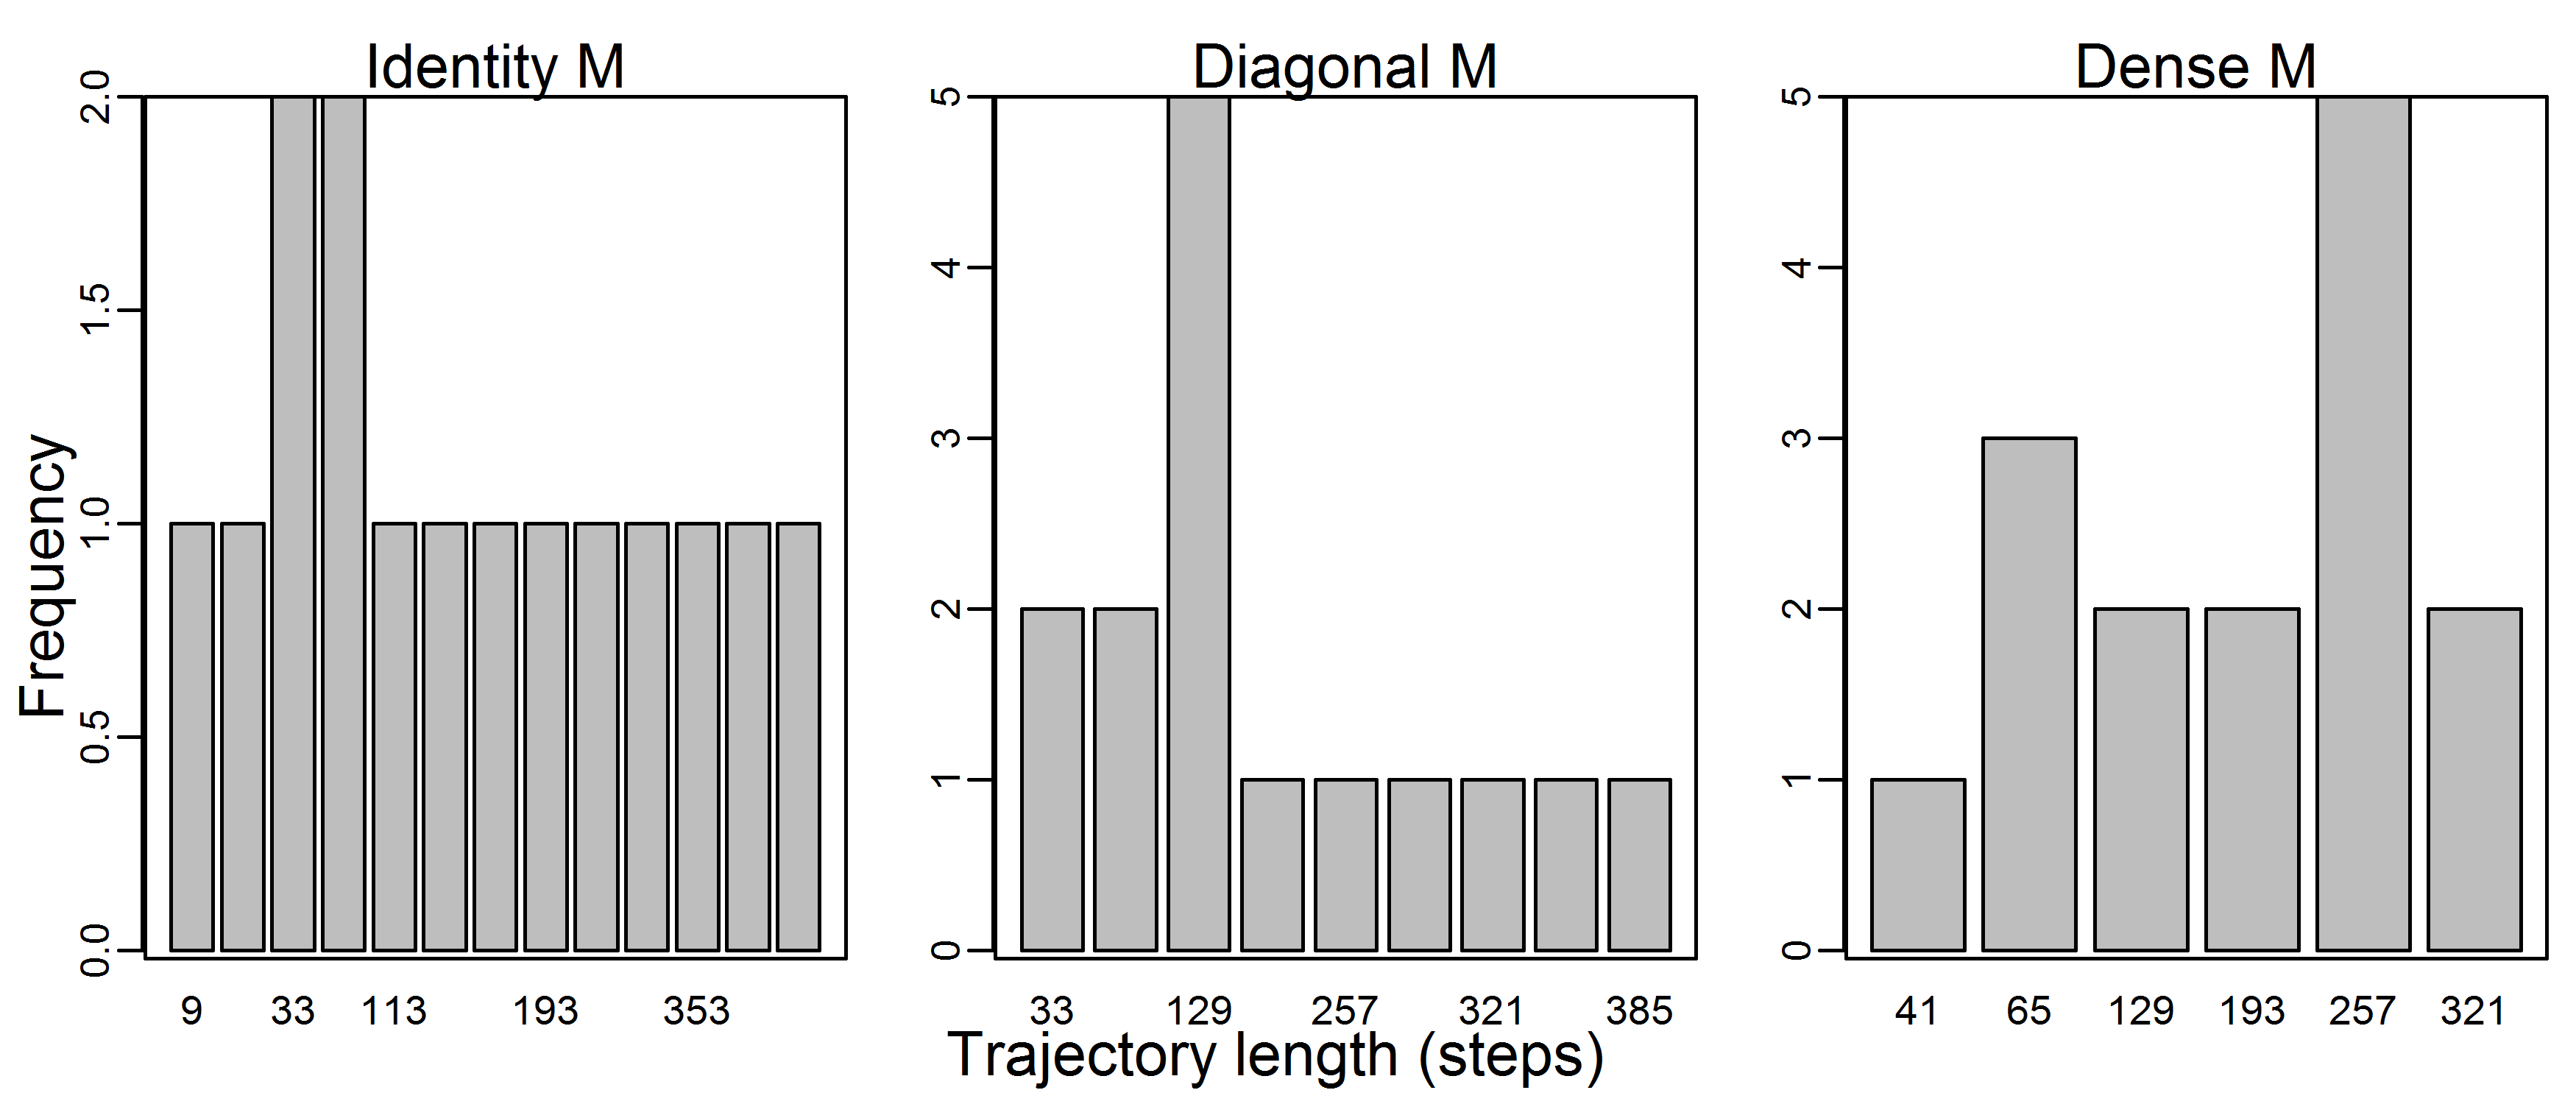 Identity M
Diagonal M
Dense M
Frequency
0.0 0.5 1.0 1.5 2.0
0 1 2 3 4 5
0 1 2 3 4 5
9 33 113 193 353
33 129 257 321 385
41 65 129 193 257 321
Trajectory length (steps)